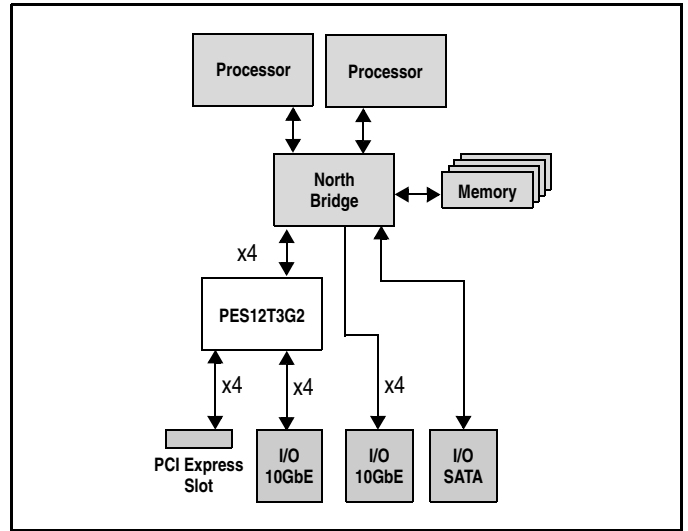 Processor
Processor
North
Bridge
Memory
x4
PES12T3G2
x4
x4
x4
PCI Express
Slot
I/O
10GbE
I/O
10GbE
I/O
SATA